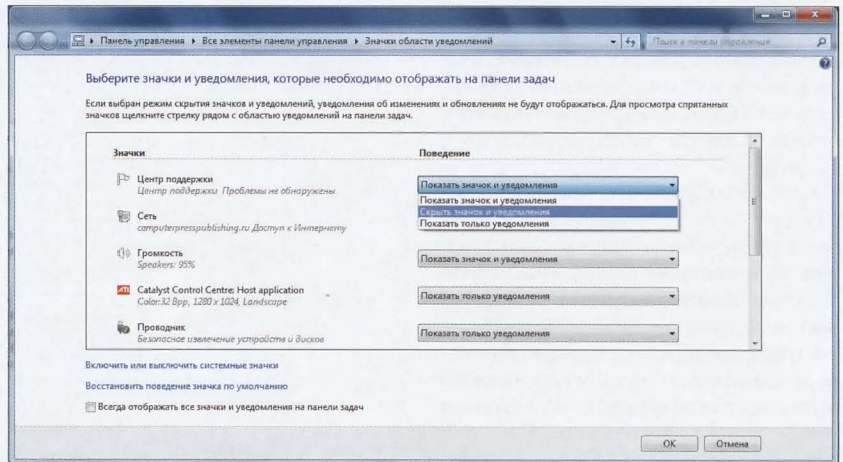 Панель управления ▸ Все элементы панели управления ▸ Значки области уведомлений
Поиск в панели управления
Выберите значки и уведомления, которые необходимо отображать на панели задач
Если выбран режим скрытия значков и уведомлений, уведомления об изменениях и обновлениях не будут отображаться. Для просмотра спрятанных
значков щелкните стрелку рядом с областью уведомлений на панели задач.
Значки Поведение
Центр поддержки
Центр поддержки Проблемы не обнаружены
Показать значок и уведомления
Показать значок и уведомления
Скрыть значок и уведомления
Показать только уведомления
Сеть
computerpresspublishing.ru Доступ к Интернету
Громкость
Speakers: 95%
Показать значок и уведомления
ATI
Catalyst Control Centre: Host application
Color:32 Bpp, 1280 x 1024, Landscape
Показать только уведомления
Проводник
Безопасное извлечение устройств и дисков
Показать только уведомления
Включить или выключить системные значки
Восстановить поведение значка по умолчанию
Всегда отображать все значки и уведомления на панели задач
ОК Отмена